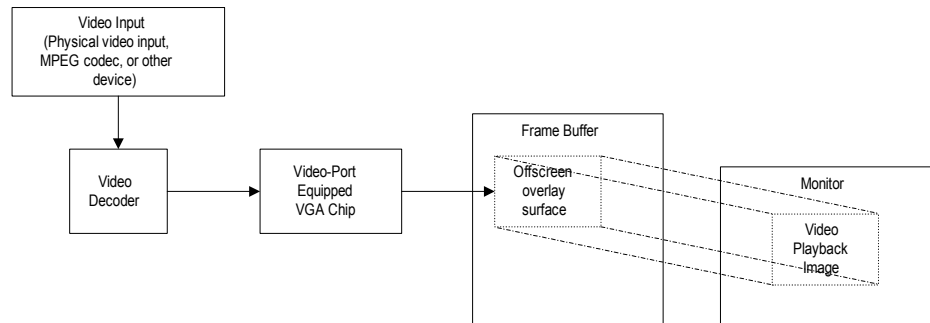 Video Input
(Physical video input,
MPEG codec, or other
device)
Video
Decoder
Video-Port
Equipped
VGA Chip
Frame Buffer
Offscreen
overlay
surface
Monitor
Video
Playback
Image